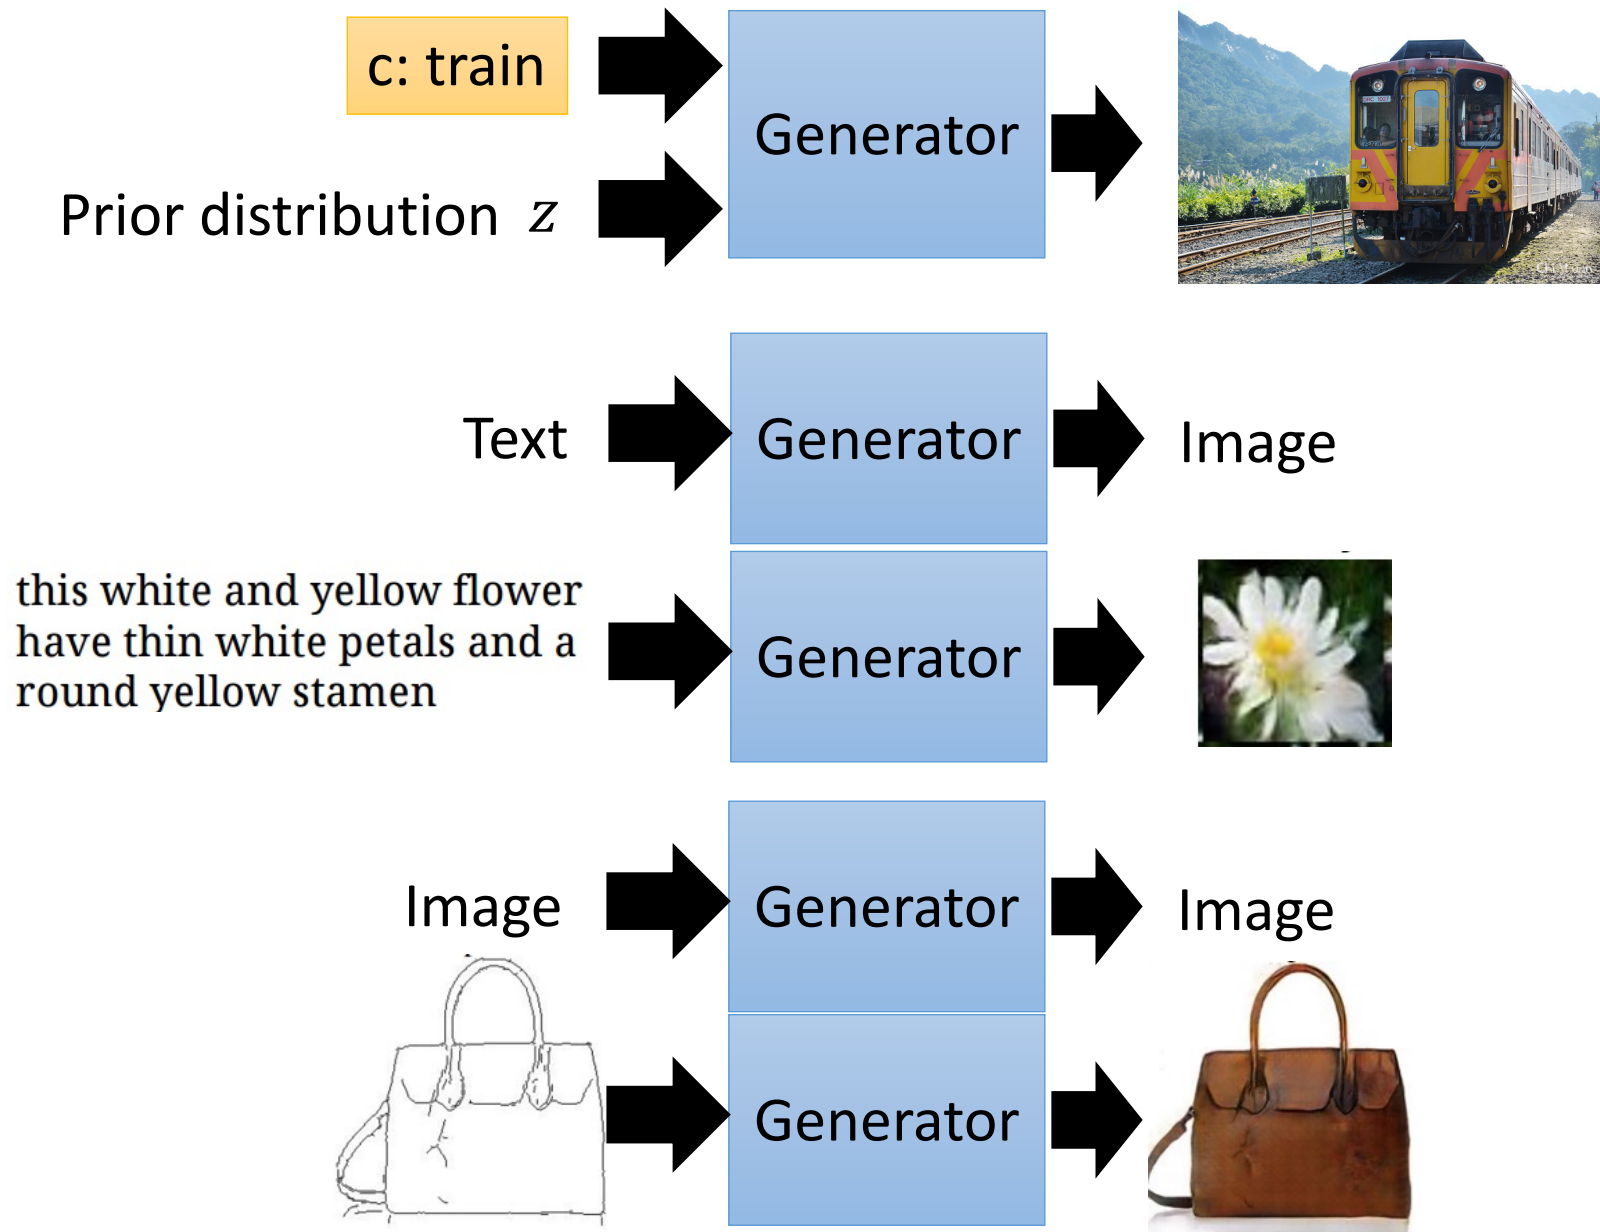 c: train
Generator
Prior distribution z
Text
Generator
Image
this white and yellow flower
have thin white petals and a
round yellow stamen
Generator
Image
Generator
Image
Generator